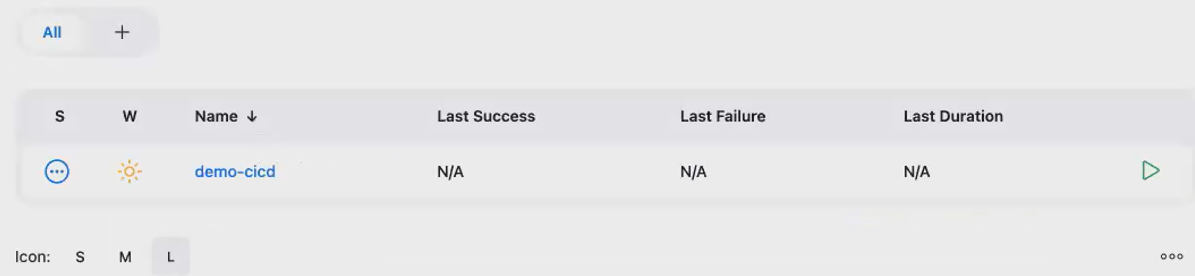 All +
S W Name ↓ Last Success Last Failure Last Duration
demo-cicd N/A N/A N/A
Icon: S M L